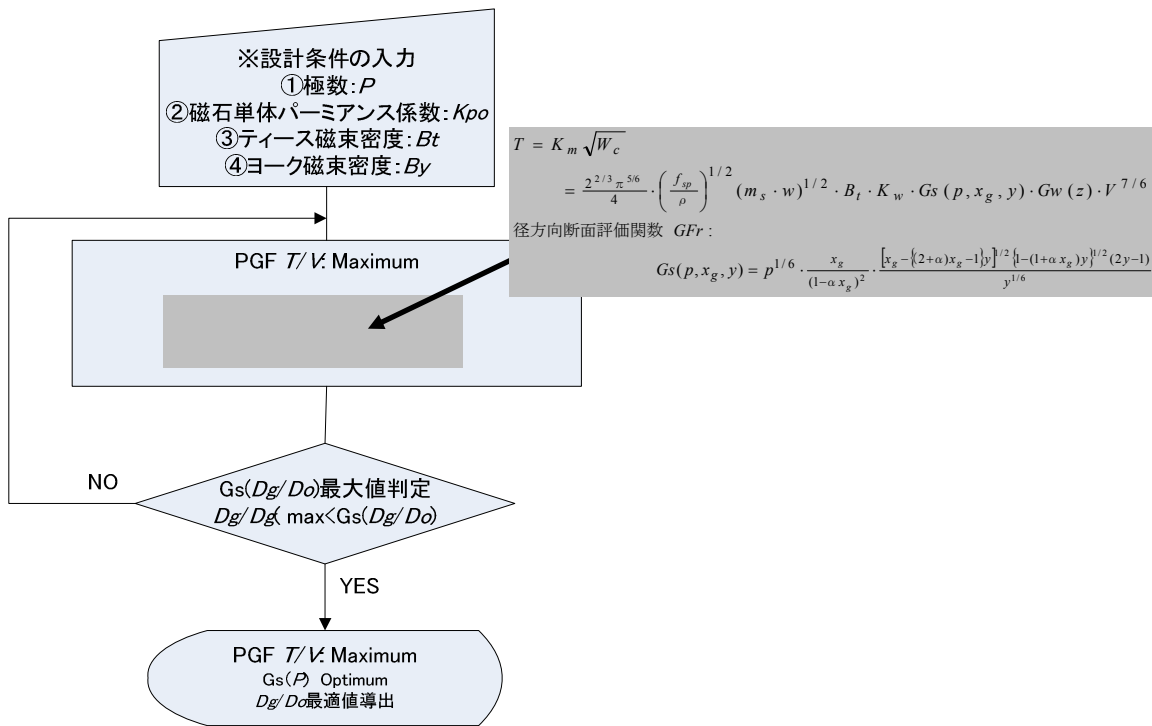 ※設計条件の入力
①極数:P
②磁石単体パーミアンス係数:Kpo
③ティース磁束密度:Bt
④ヨーク磁束密度:By
T = K_m √W_c
= 2^{2/3} π^{5/6} / 4 · (f_{sp} / ρ)^{1/2} (m_s · w)^{1/2} · B_t · K_w · Gs (p, x_g, y) · Gw (z) · V^{7/6}
径方向断面評価関数 GFr :
Gs(p, x_g, y) = p^{1/6} · x_g / (1-α x_g)^2 · [x_g-{(2+α)x_g-1}y]^{1/2} {1-(1+α x_g)y}^{1/2} (2y-1) / y^{1/6}
PGF T/V: Maximum
NO
Gs(Dg/Do)最大値判定
Dg/Dg( max<Gs(Dg/Do)
YES
PGF T/V: Maximum
Gs(P) Optimum
Dg/Do最適値導出